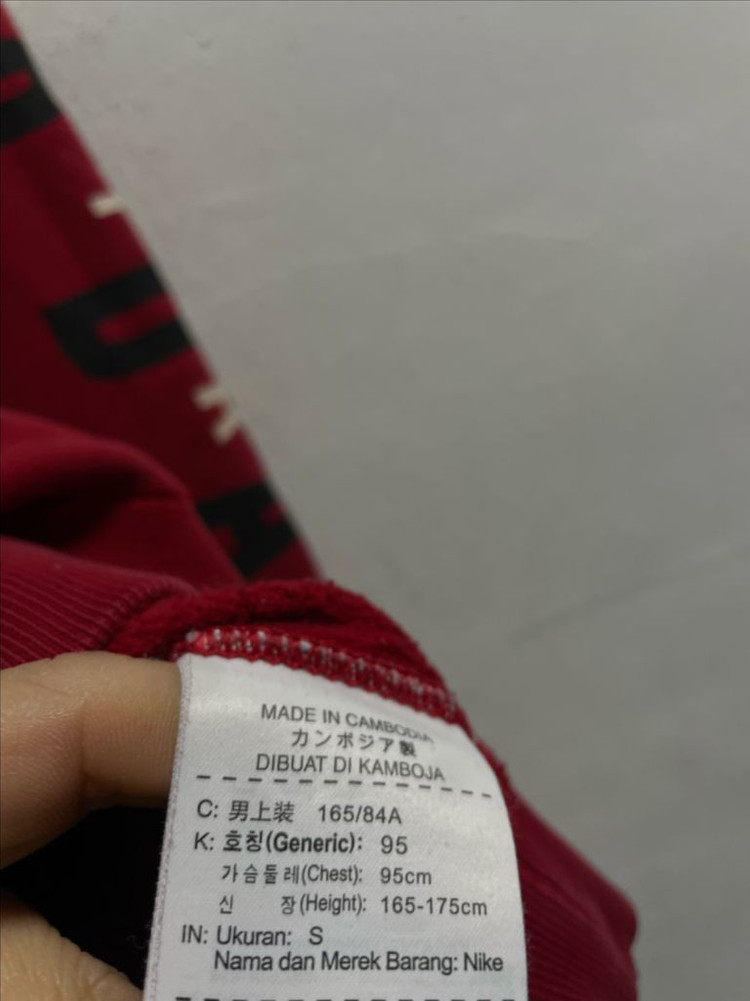 D
A
MADE IN CAMBODIA
カンボジア製
DIBUAT DI KAMBOJA
C: 男上装 165/84A
K: 호칭(Generic): 95
가슴둘레(Chest): 95cm
신 장(Height): 165-175cm
IN: Ukuran: S
Nama dan Merek Barang: Nike